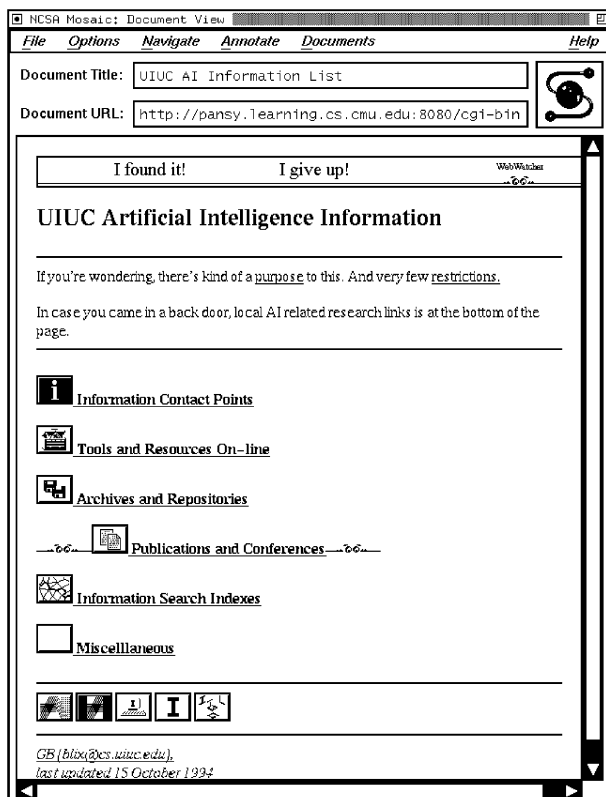 NCSA Mosaic: Document View
File Options Navigate Annotate Documents Help
Document Title: UIUC AI Information List
Document URL: http://pansy.learning.cs.cmu.edu:8080/cgi-bin
I found it! I give up! WebWatcher
UIUC Artificial Intelligence Information
If you're wondering, there's kind of a purpose to this. And very few restrictions.
In case you came in a back door, local AI related research links is at the bottom of the
page.
i Information Contact Points
Tools and Resources On-line
Archives and Repositories
Publications and Conferences
Information Search Indexes
Miscelllaneous
I
GB (blix@cs.uiuc.edu),
last updated 15 October 1994